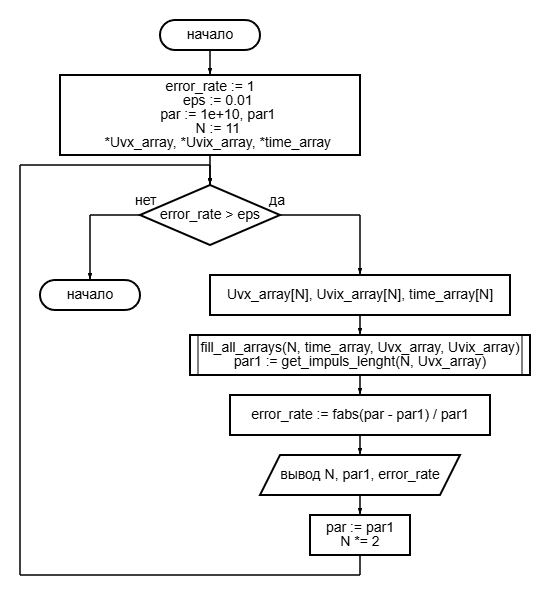 начало
error_rate := 1
eps := 0.01
par := 1e+10, par1
N := 11
*Uvx_array, *Uvix_array, *time_array
нет
да
error_rate > eps
начало
Uvx_array[N], Uvix_array[N], time_array[N]
fill_all_arrays(N, time_array, Uvx_array, Uvix_array)
par1 := get_impuls_lenght(N, Uvx_array)
error_rate := fabs(par - par1) / par1
вывод N, par1, error_rate
par := par1
N *= 2